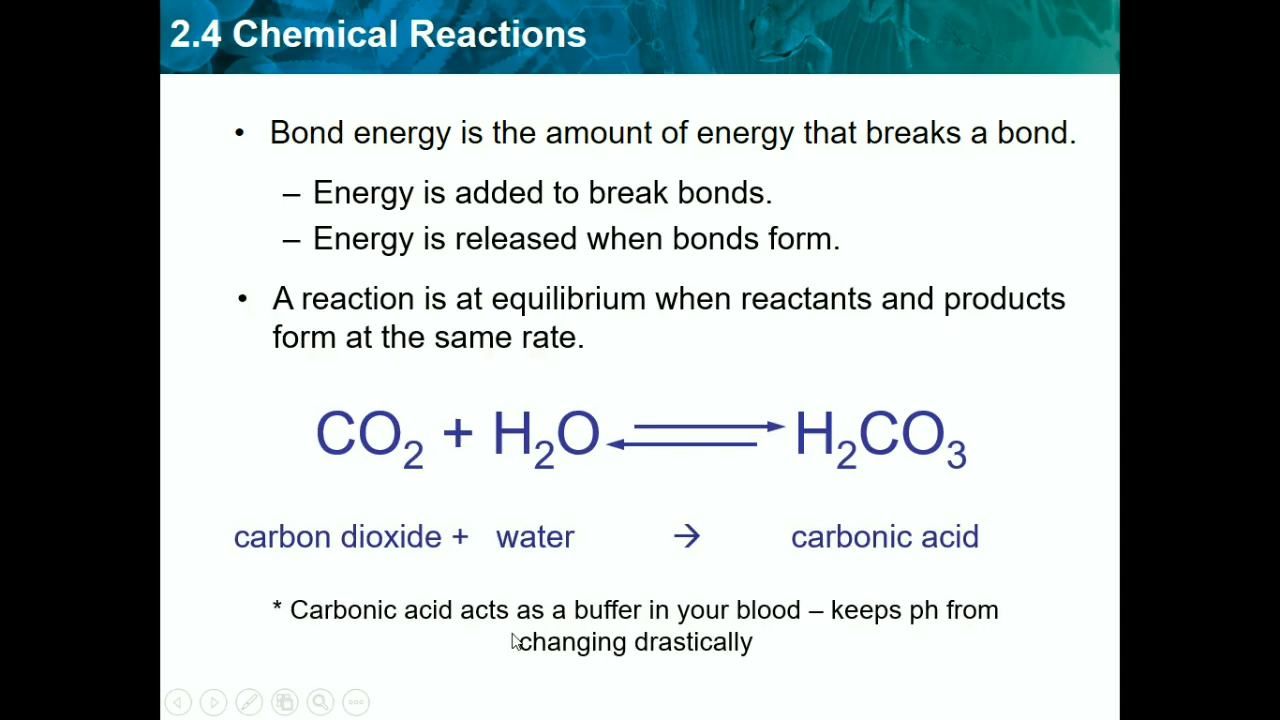 2.4 Chemical Reactions
• Bond energy is the amount of energy that breaks a bond.
– Energy is added to break bonds.
– Energy is released when bonds form.
• A reaction is at equilibrium when reactants and products
form at the same rate.
CO₂ + H₂O ⇌ H₂CO₃
carbon dioxide + water → carbonic acid
* Carbonic acid acts as a buffer in your blood – keeps ph from
changing drastically